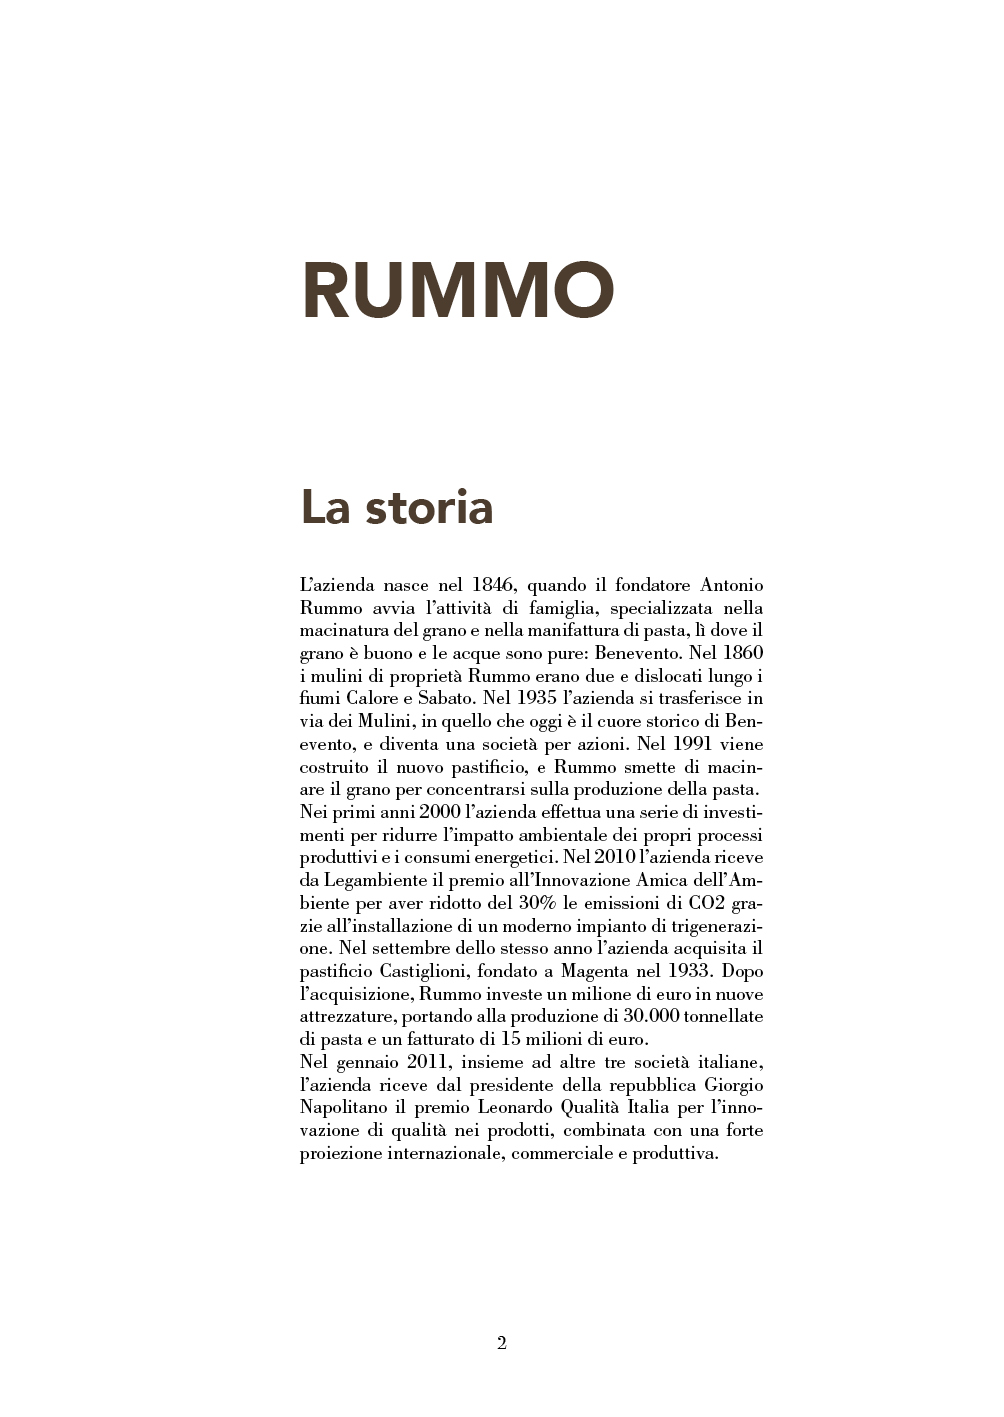 RUMMO
La storia
L'azienda nasce nel 1846, quando il fondatore Antonio
Rummo avvia l'attività di famiglia, specializzata nella
macinatura del grano e nella manifattura di pasta, lì dove il
grano è buono e le acque sono pure: Benevento. Nel 1860
i mulini di proprietà Rummo erano due e dislocati lungo i
fiumi Calore e Sabato. Nel 1935 l'azienda si trasferisce in
via dei Mulini, in quello che oggi è il cuore storico di Ben-
evento, e diventa una società per azioni. Nel 1991 viene
costruito il nuovo pastificio, e Rummo smette di macin-
are il grano per concentrarsi sulla produzione della pasta.
Nei primi anni 2000 l'azienda effettua una serie di investi-
menti per ridurre l'impatto ambientale dei propri processi
produttivi e i consumi energetici. Nel 2010 l'azienda riceve
da Legambiente il premio all'Innovazione Amica dell'Am-
biente per aver ridotto del 30% le emissioni di CO2 gra-
zie all'installazione di un moderno impianto di trigenerazi-
one. Nel settembre dello stesso anno l'azienda acquisita il
pastificio Castiglioni, fondato a Magenta nel 1933. Dopo
l'acquisizione, Rummo investe un milione di euro in nuove
attrezzature, portando alla produzione di 30.000 tonnellate
di pasta e un fatturato di 15 milioni di euro.
Nel gennaio 2011, insieme ad altre tre società italiane,
l'azienda riceve dal presidente della repubblica Giorgio
Napolitano il premio Leonardo Qualità Italia per l'inno-
vazione di qualità nei prodotti, combinata con una forte
proiezione internazionale, commerciale e produttiva.
2